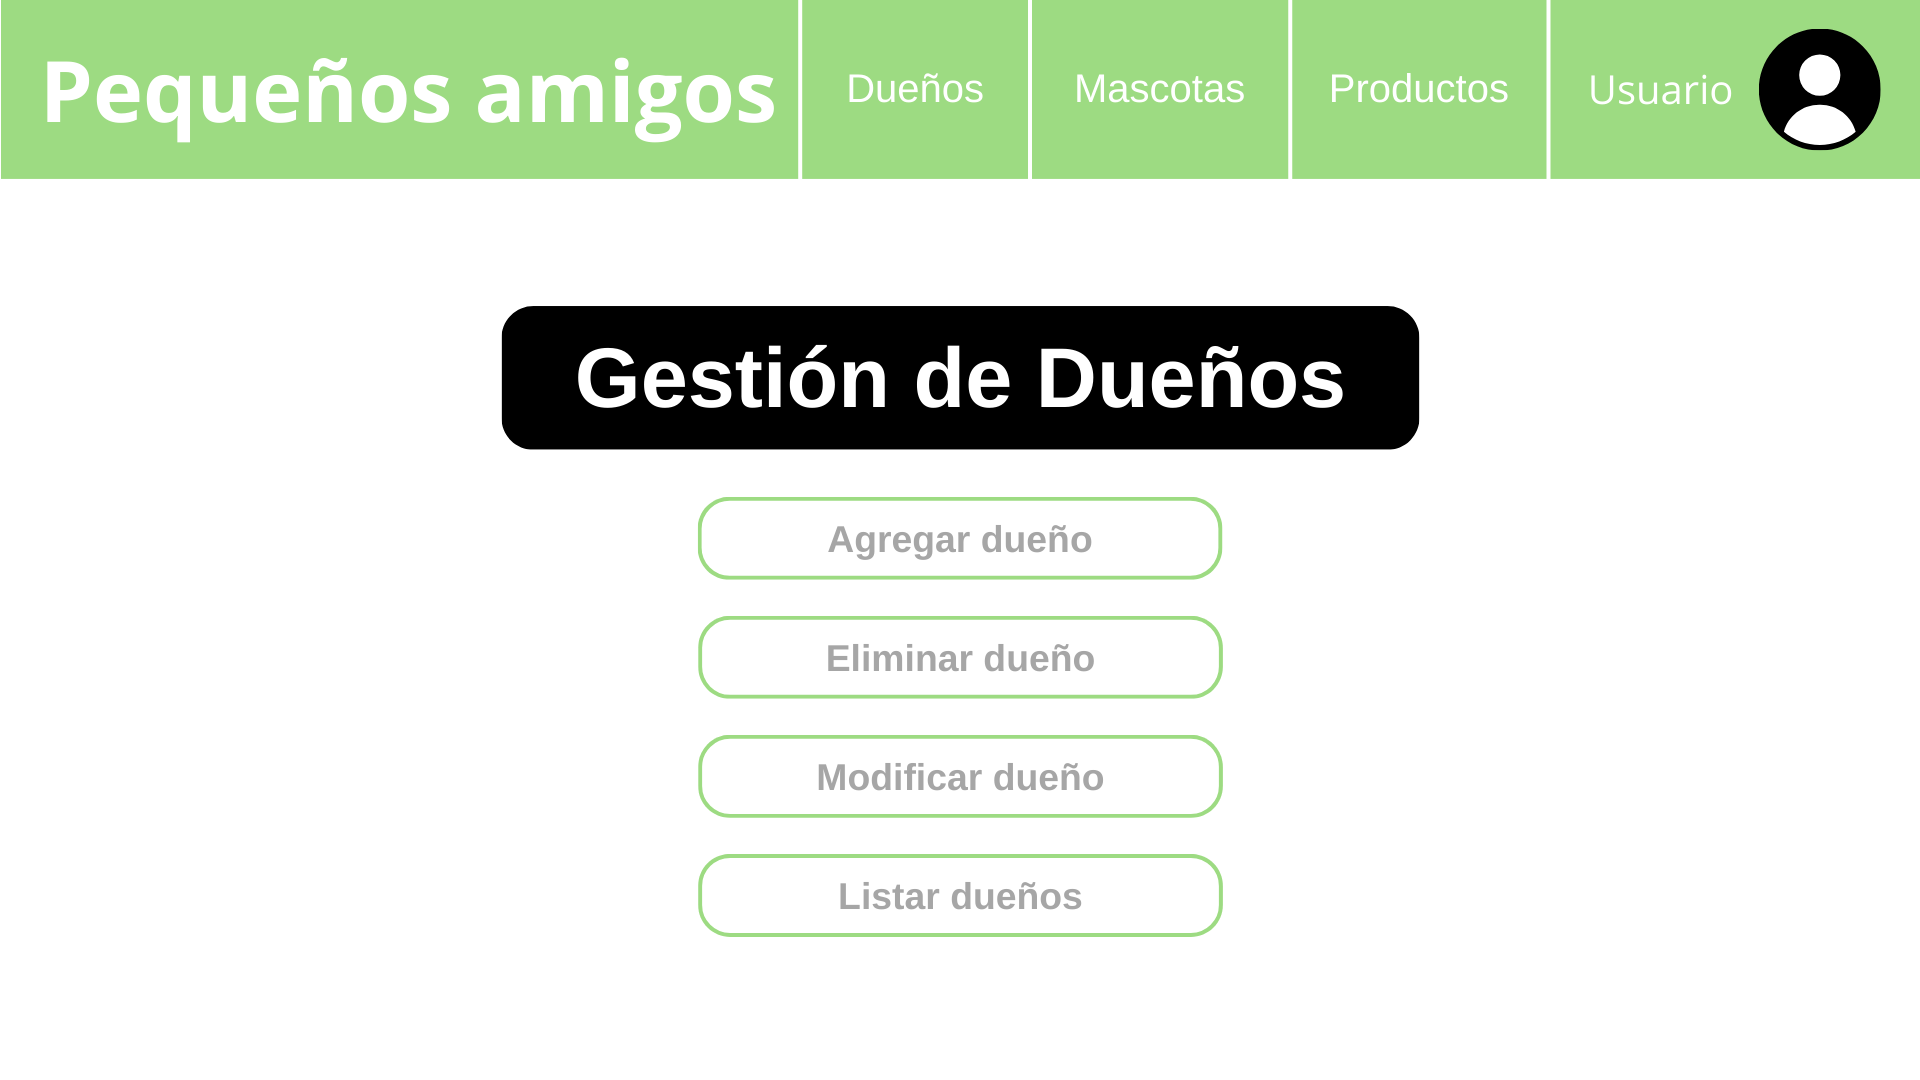 Pequeños amigos
Dueños
Mascotas
Productos
Usuario
Gestión de Dueños
Agregar dueño
Eliminar dueño
Modificar dueño
Listar dueños